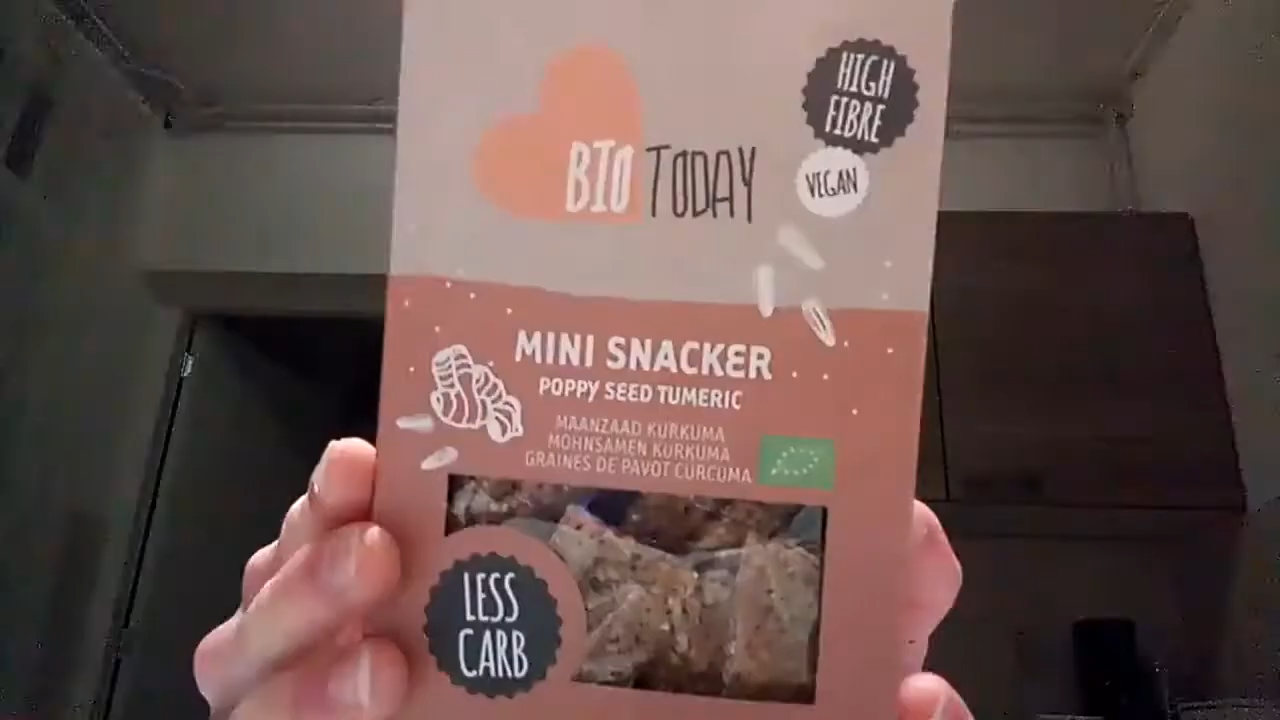 HIGH
FIBRE
BIO TODAY
VEGAN
MINI SNACKER
POPPY SEED TUMERIC
MAANZAAD KURKUMA
MOHNSAMEN KURKUMA
GRAINES DE PAVOT CURCUMA
LESS
CARB